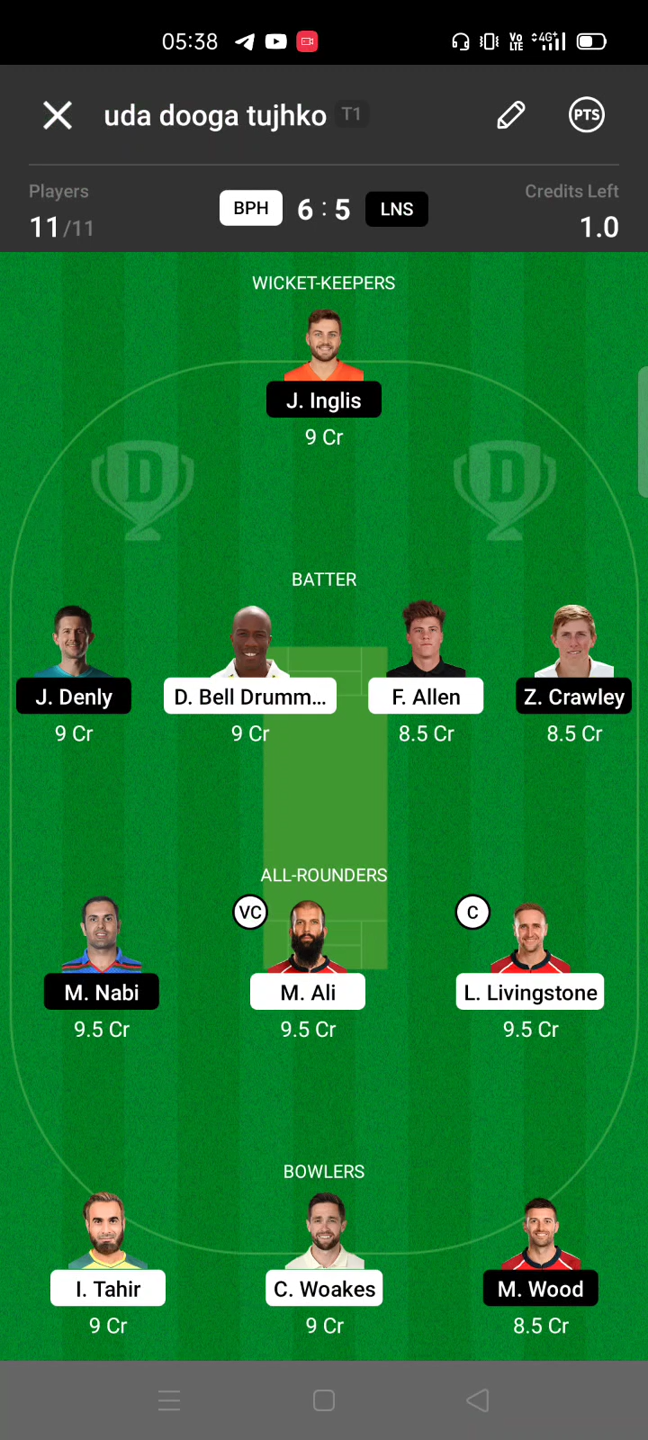 05:38 Vo LTE 4G+
uda dooga tujhko T1 PTS
Players Credits Left
11/11 BPH 6 : 5 LNS 1.0
WICKET-KEEPERS
J. Inglis
9 Cr
D D
BATTER
J. Denly D. Bell Drumm... F. Allen Z. Crawley
9 Cr 9 Cr 8.5 Cr 8.5 Cr
ALL-ROUNDERS
VC C
M. Nabi M. Ali L. Livingstone
9.5 Cr 9.5 Cr 9.5 Cr
BOWLERS
I. Tahir C. Woakes M. Wood
9 Cr 9 Cr 8.5 Cr